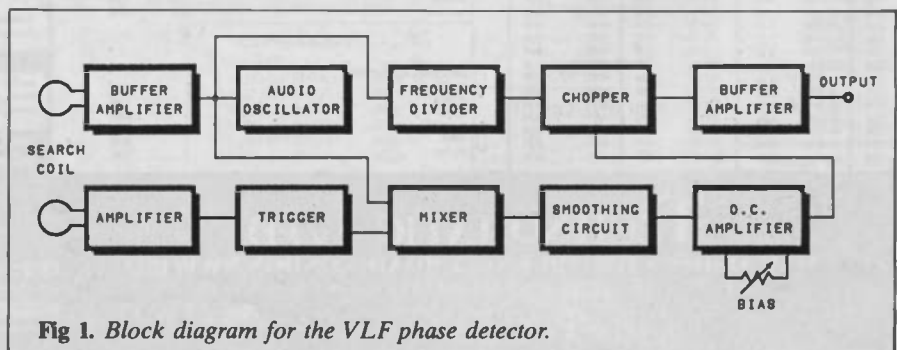 BUFFER
AMPLIFIER
AUDIO
OSCILLATOR
FREQUENCY
DIVIDER
CHOPPER
BUFFER
AMPLIFIER
OUTPUT
SEARCH
COIL
AMPLIFIER
TRIGGER
MIXER
SMOOTHING
CIRCUIT
D.C.
AMPLIFIER
BIAS
Fig 1. Block diagram for the VLF phase detector.